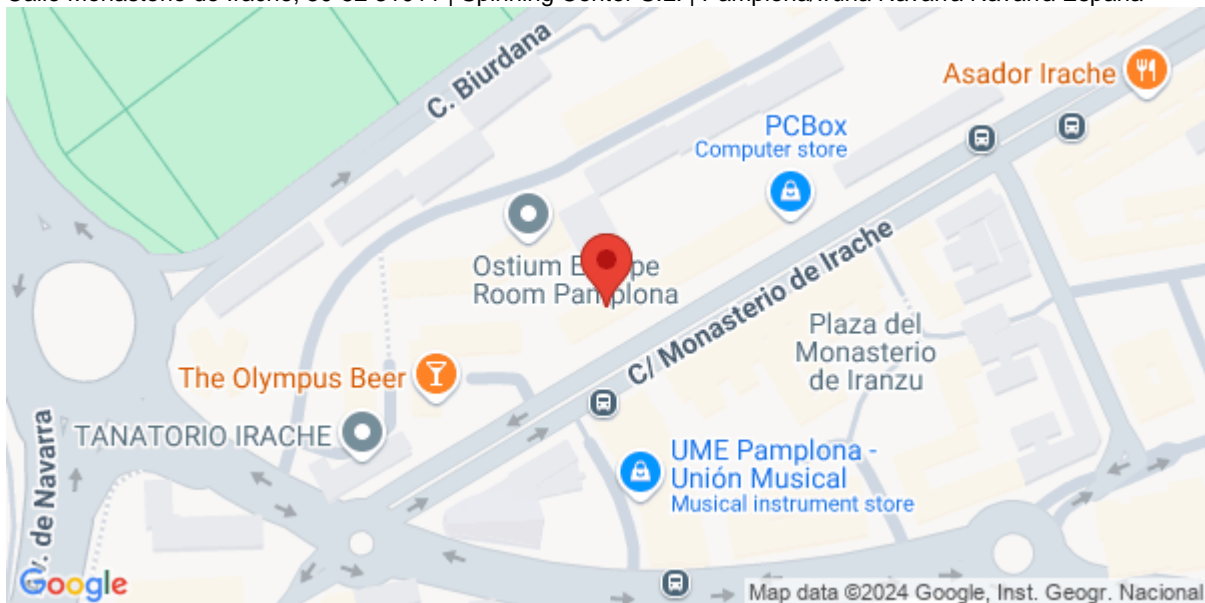 C. Biurdana
Asador Irache
PCBox
Computer store
Ostium
Room Pamplona
C/ Monasterio de Irache
Plaza del
Monasterio
de Iranzu
The Olympus Beer
TANATORIO IRACHE
de Navarra
UME Pamplona -
Unión Musical
Musical instrument store
Google
Map data ©2024 Google, Inst. Geogr. Nacional